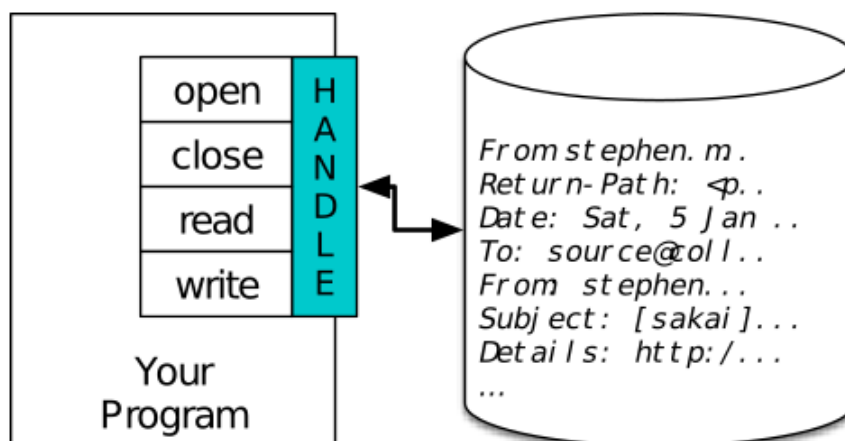 open
close
read
write
HANDLE
Your
Program
From stephen.m..
Return-Path: <p..
Date: Sat, 5 Jan ..
To: source@coll..
From: stephen...
Subject: [sakai]...
Details: http:/...
...